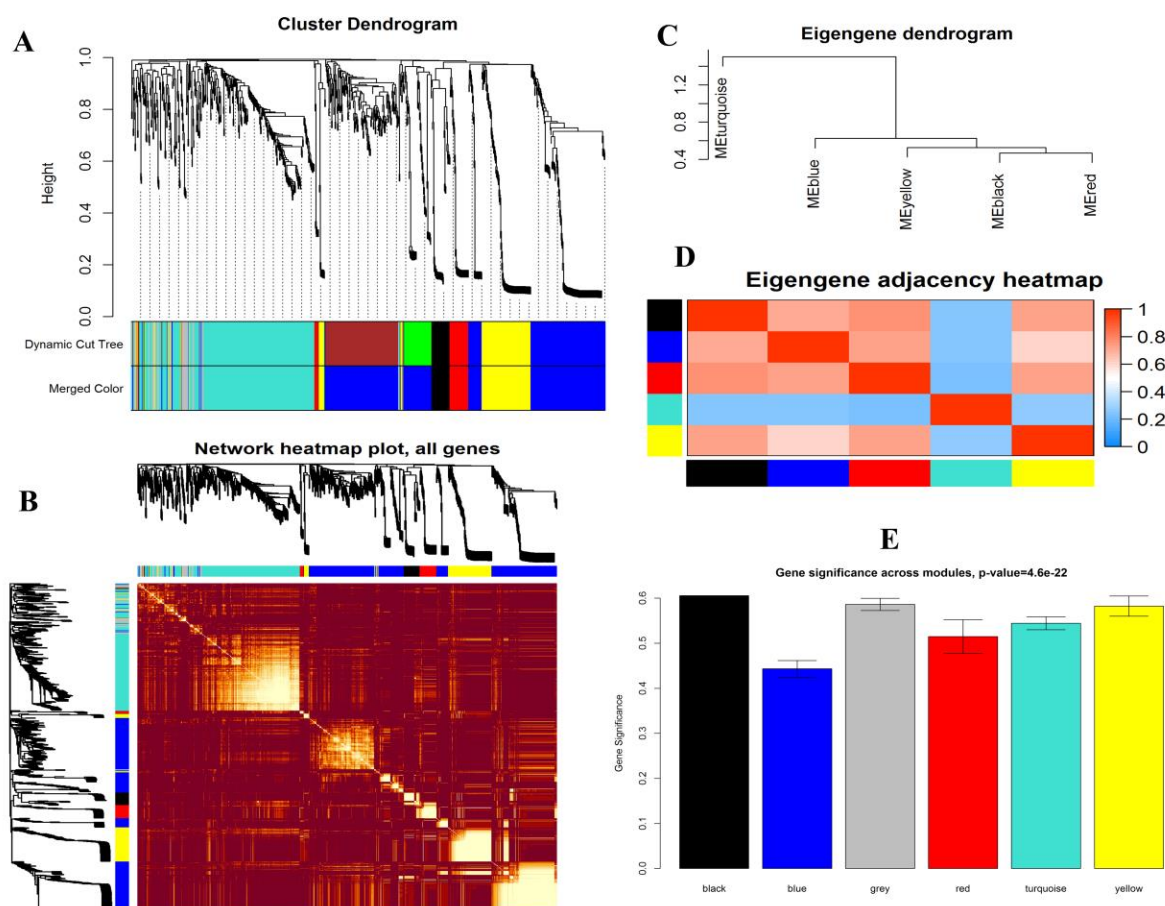 A
Cluster Dendrogram
Height
1.0
0.8
0.6
0.4
0.2
0.0
Dynamic Cut Tree
Merged Color
B
Network heatmap plot, all genes
C
Eigengene dendrogram
1.2
0.8
0.4
MEturquoise
MEblue
MEyellow
MEblack
MEred
D
Eigengene adjacency heatmap
1
0.8
0.6
0.4
0.2
0
E
Gene significance across modules, p-value=4.6e-22
Gene Significance
0.6
0.5
0.4
0.3
0.2
0.1
0.0
black blue grey red turquoise yellow